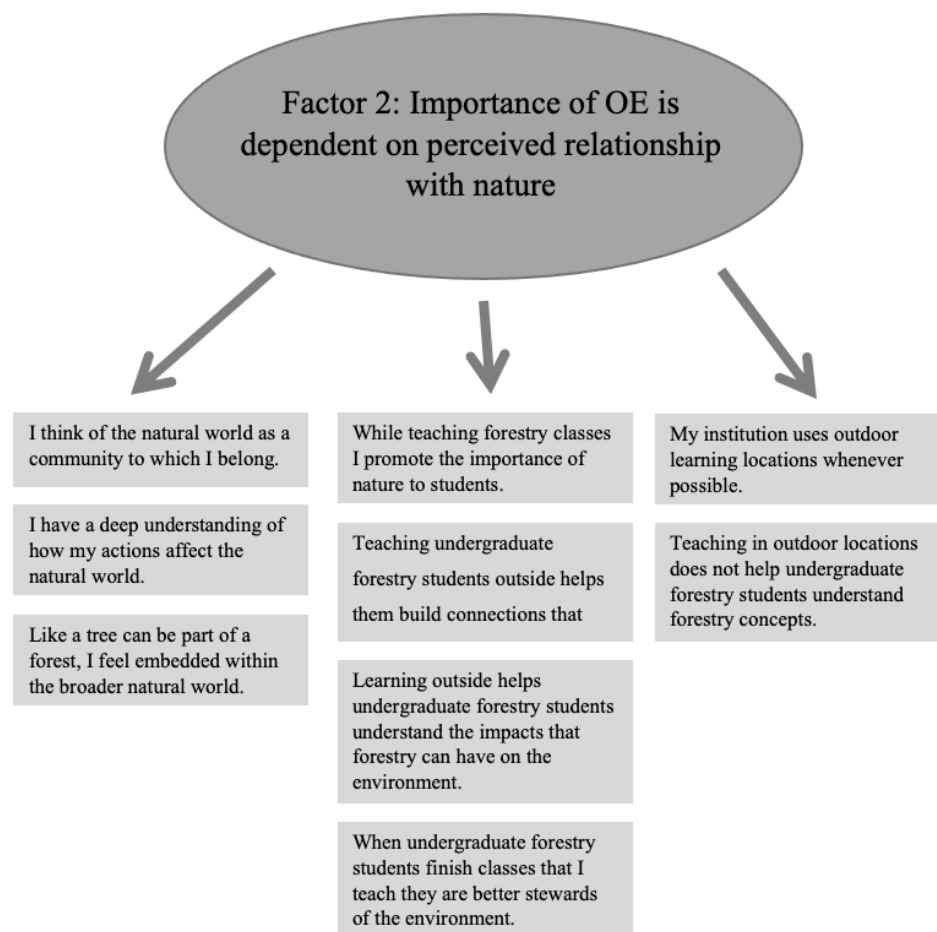 Factor 2: Importance of OE is
dependent on perceived relationship
with nature
I think of the natural world as a
community to which I belong.
I have a deep understanding of
how my actions affect the
natural world.
Like a tree can be part of a
forest, I feel embedded within
the broader natural world.
While teaching forestry classes
I promote the importance of
nature to students.
Teaching undergraduate
forestry students outside helps
them build connections that
Learning outside helps
undergraduate forestry students
understand the impacts that
forestry can have on the
environment.
When undergraduate forestry
students finish classes that I
teach they are better stewards
of the environment.
My institution uses outdoor
learning locations whenever
possible.
Teaching in outdoor locations
does not help undergraduate
forestry students understand
forestry concepts.